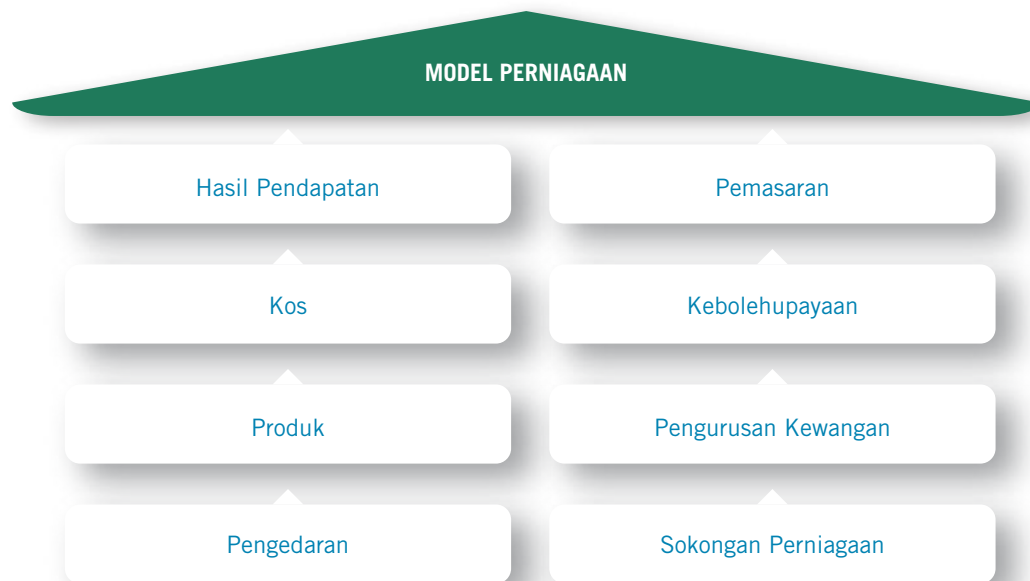 MODEL PERNIAGAAN
Hasil Pendapatan
Pemasaran
Kos
Kebolehupayaan
Produk
Pengurusan Kewangan
Pengedaran
Sokongan Perniagaan